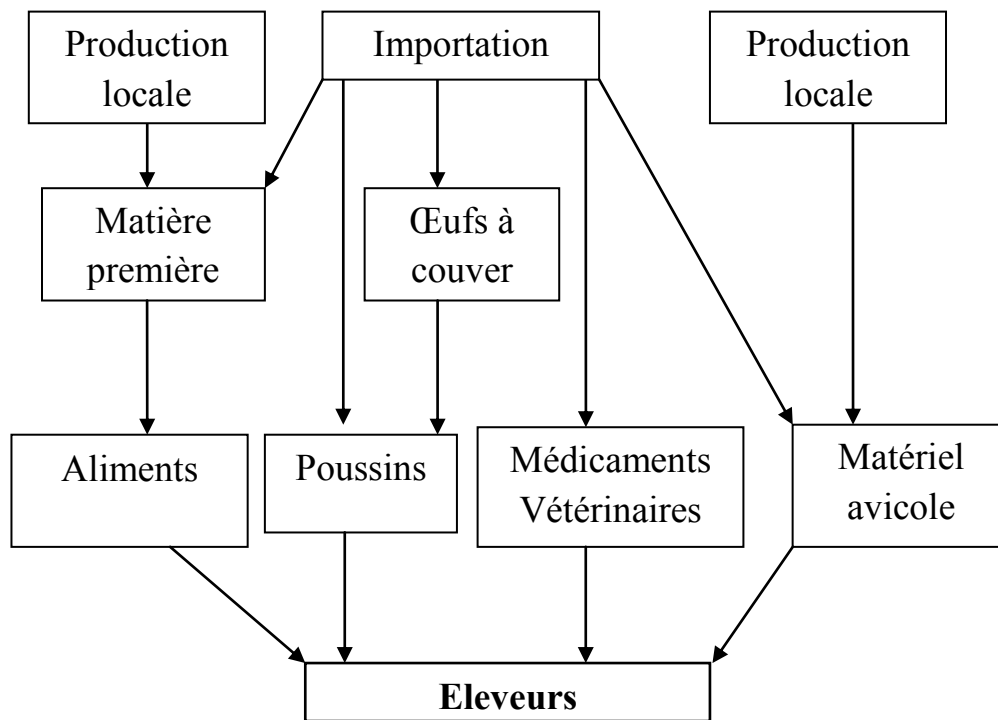 Production
locale
Importation
Production
locale
Matière
première
Œufs à
couver
Aliments
Poussins
Médicaments
Vétérinaires
Matériel
avicole
Eleveurs